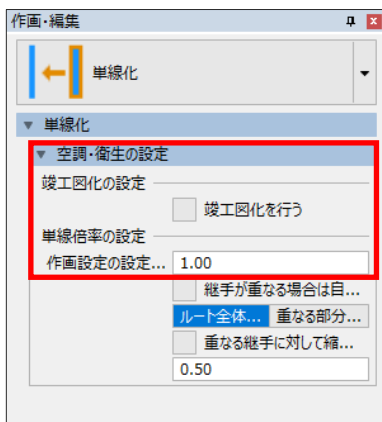 作画・編集
単線化
単線化
空調・衛生の設定
竣工図化の設定
竣工図化を行う
単線倍率の設定
作画設定の設定... 1.00
継手が重なる場合は自...
ルート全体... 重なる部分...
重なる継手に対して縮...
0.50